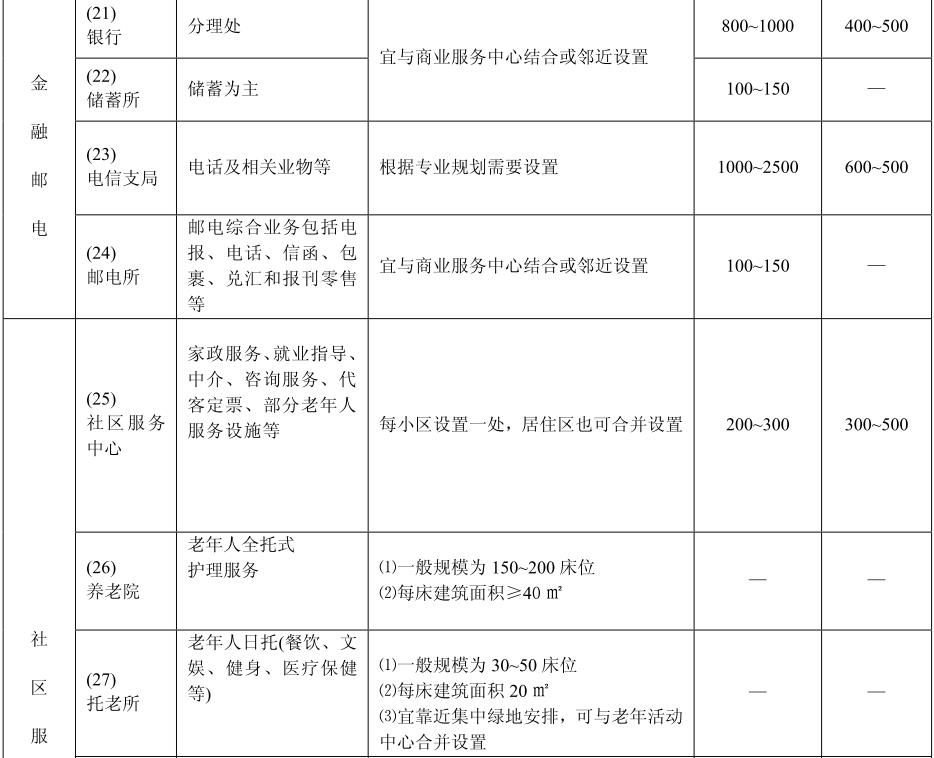 金
融
邮
电
(21)
银行
分理处
宜与商业服务中心结合或邻近设置
800~1000
400~500
(22)
储蓄所
储蓄为主
100~150
—
(23)
电信支局
电话及相关业物等
根据专业规划需要设置
1000~2500
600~500
(24)
邮电所
邮电综合业务包括电
报、电话、信函、包
裹、兑汇和报刊零售
等
宜与商业服务中心结合或邻近设置
100~150
—
社
区
服
(25)
社区服务
中心
家政服务、就业指导、
中介、咨询服务、代
客定票、部分老年人
服务设施等
每小区设置一处，居住区也可合并设置
200~300
300~500
(26)
养老院
老年人全托式
护理服务
⑴一般规模为 150~200 床位
⑵每床建筑面积≥40 ㎡
—
—
(27)
托老所
老年人日托(餐饮、文
娱、健身、医疗保健
等)
⑴一般规模为 30~50 床位
⑵每床建筑面积 20 ㎡
⑶宜靠近集中绿地安排，可与老年活动
中心合并设置
—
—